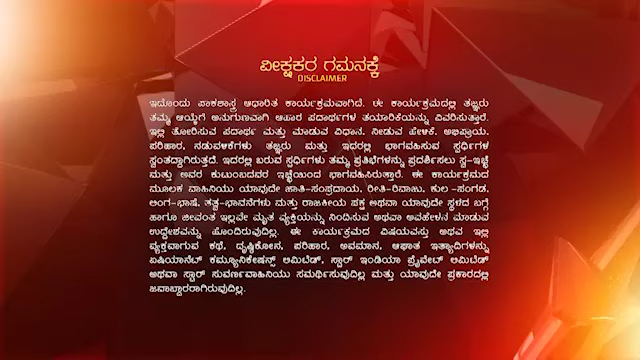 ವೀಕ್ಷಕರ ಗಮನಕ್ಕೆ
DISCLAIMER
ಇದೊಂದು ಪಾಕಶಾಸ್ತ್ರ ಆಧಾರಿತ ಕಾರ್ಯಕ್ರಮವಾಗಿದೆ. ಈ ಕಾರ್ಯಕ್ರಮದಲ್ಲಿ ತಜ್ಞರು
ತಮ್ಮ ಆಯ್ಕೆಗೆ ಅನುಗುಣವಾಗಿ ಆಹಾರ ಪದಾರ್ಥಗಳ ತಯಾರಿಕೆಯನ್ನು ವಿವರಿಸುತ್ತಾರೆ.
ಇಲ್ಲಿ ತೋರಿಸುವ ಪದಾರ್ಥ ಮತ್ತು ಮಾಡುವ ವಿಧಾನ, ನೀಡುವ ಹೇಳಿಕೆ, ಅಭಿಪ್ರಾಯ,
ಪರಿಹಾರ, ನಡುವಳಿಕೆಗಳು ತಜ್ಞರು ಮತ್ತು ಇದರಲ್ಲಿ ಭಾಗವಹಿಸುವ ಸ್ಪರ್ಧಿಗಳ
ಸ್ವಂತದ್ದಾಗಿರುತ್ತದೆ. ಇದರಲ್ಲಿ ಬರುವ ಸ್ಪರ್ಧಿಗಳು ತಮ್ಮ ಪ್ರತಿಭೆಗಳನ್ನು ಪ್ರದರ್ಶಿಸಲು ಸ್ವ-ಇಚ್ಛೆ
ಮತ್ತು ಅವರ ಕುಟುಂಬದವರ ಇಚ್ಛೆಯಿಂದ ಭಾಗವಹಿಸಿರುತ್ತಾರೆ. ಈ ಕಾರ್ಯಕ್ರಮದ
ಮೂಲಕ ವಾಹಿನಿಯು ಯಾವುದೇ ಜಾತಿ-ಸಂಪ್ರದಾಯ, ರೀತಿ-ರಿವಾಜು, ಕುಲ -ಪಂಗಡ,
ಅಂಗ-ಭಾಷೆ, ತತ್ವ-ಭಾವನೆಗಳು ಮತ್ತು ರಾಜಕೀಯ ಪಕ್ಷ ಅಥವಾ ಯಾವುದೇ ಸ್ಥಳದ ಬಗ್ಗೆ
ಹಾಗೂ ಜೀವಂತ ಇಲ್ಲವೇ ಮೃತ ವ್ಯಕ್ತಿಯನ್ನು ನಿಂದಿಸುವ ಅಥವಾ ಅವಹೇಳನ ಮಾಡುವ
ಉದ್ದೇಶವನ್ನು ಹೊಂದಿರುವುದಿಲ್ಲ. ಈ ಕಾರ್ಯಕ್ರಮದ ವಿಷಯವಸ್ತು ಅಥವ ಇಲ್ಲಿ
ವ್ಯಕ್ತವಾಗುವ ಕಥೆ, ದೃಷ್ಠಿಕೋನ, ಪರಿಹಾರ, ಅವಮಾನ, ಆಘಾತ ಇತ್ಯಾದಿಗಳನ್ನು
ಏಷಿಯಾನೆಟ್ ಕಮ್ಯೂನಿಕೇಷನ್ಸ್ ಲಿಮಿಟೆಡ್, ಸ್ಟಾರ್ ಇಂಡಿಯಾ ಪ್ರೈವೇಟ್ ಲಿಮಿಟೆಡ್
ಅಥವಾ ಸ್ಟಾರ್ ಸುವರ್ಣವಾಹಿನಿಯು ಸಮರ್ಥಿಸುವುದಿಲ್ಲ ಮತ್ತು ಯಾವುದೇ ಪ್ರಕಾರದಲ್ಲಿ
ಜವಾಬ್ದಾರರಾಗಿರುವುದಿಲ್ಲ.